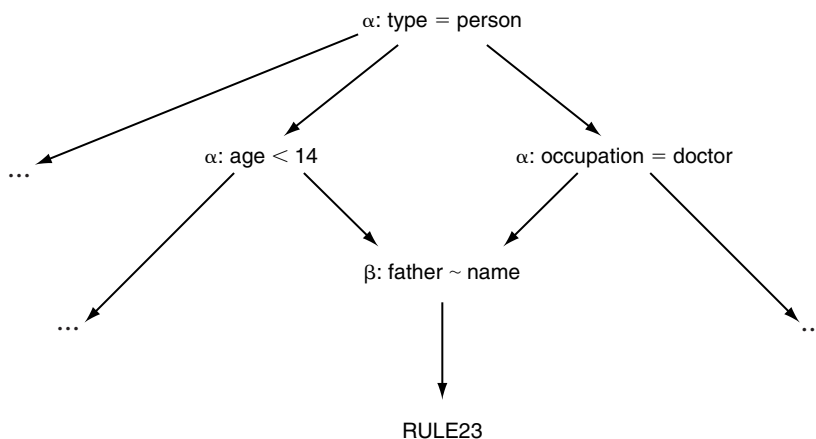 α: type = person
α: age < 14
α: occupation = doctor
...
β: father ~ name
...
..
RULE23